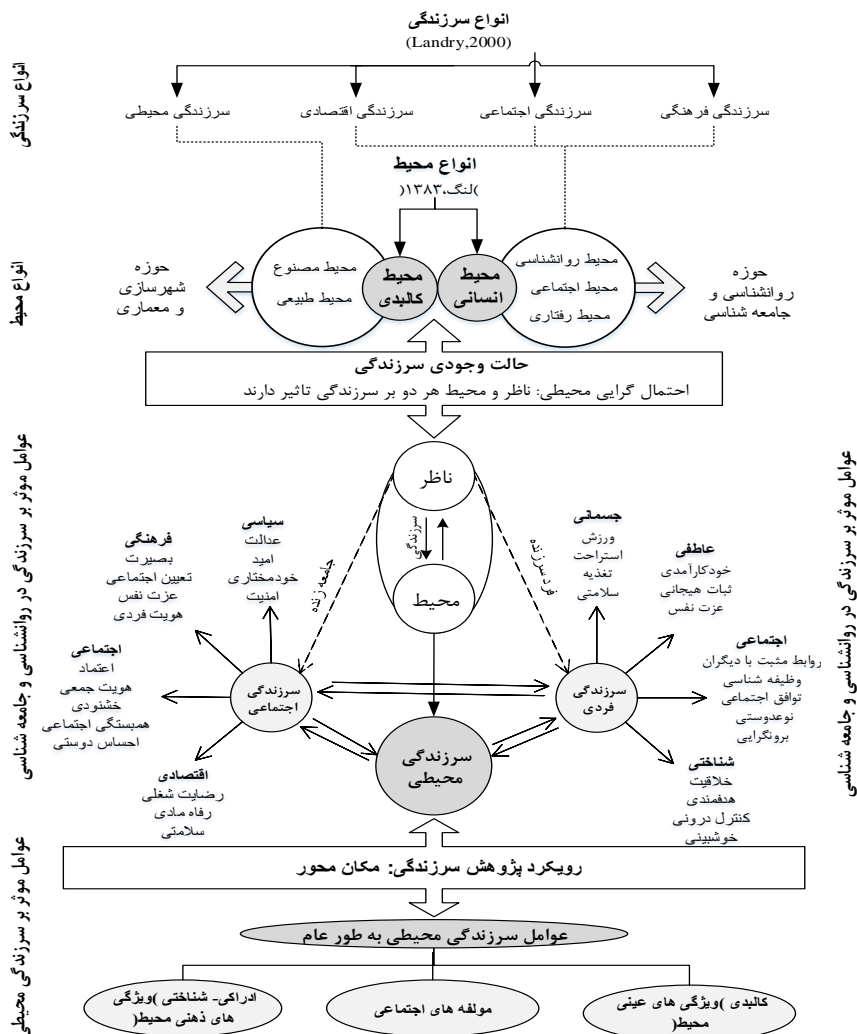 انواع سرزندگی
(Landry,2000)
سرزندگی فرهنگی
سرزندگی اجتماعی
سرزندگی اقتصادی
سرزندگی محیطی
انواع سرزندگی
انواع محیط
)لنگ،۱۳۸۳(
محیط روانشناسی
محیط اجتماعی
محیط رفتاری
محیط
انسانی
محیط
کالبدی
محیط مصنوع
محیط طبیعی
حوزه
روانشناسی و
جامعه شناسی
حوزه
شهرسازی
و معماری
انواع محیط
حالت وجودی سرزندگی
احتمال گرایی محیطی: ناظر و محیط هر دو بر سرزندگی تاثیر دارند
ناظر
سرزندگی
محیط
فرد سرزنده
جامعه زنده
جسمانی
ورزش
استراحت
تغذیه
سلامتی
عاطفی
خودکارآمدی
ثبات هیجانی
عزت نفس
اجتماعی
روابط مثبت با دیگران
وظیفه شناسی
توافق اجتماعی
نوعدوستی
برونگرایی
شناختی
خلاقیت
هدفمندی
کنترل درونی
خوشبینی
سرزندگی
فردی
سیاسی
عدالت
امید
خودمختاری
امنیت
فرهنگی
بصیرت
تعیین اجتماعی
عزت نفس
هویت فردی
اجتماعی
اعتماد
هویت جمعی
خشنودی
همبستگی اجتماعی
احساس دوستی
اقتصادی
رضایت شغلی
رفاه مادی
سلامتی
سرزندگی
اجتماعی
سرزندگی
محیطی
عوامل موثر بر سرزندگی در روانشناسی و جامعه شناسی
عوامل موثر بر سرزندگی در روانشناسی و جامعه شناسی
رویکرد پژوهش سرزندگی: مکان محور
عوامل سرزندگی محیطی به طور عام
کالبدی )ویژگی های عینی
محیط(
مولفه های اجتماعی
ادراکی- شناختی )ویژگی
های ذهنی محیط(
عوامل موثر بر سرزندگی محیطی